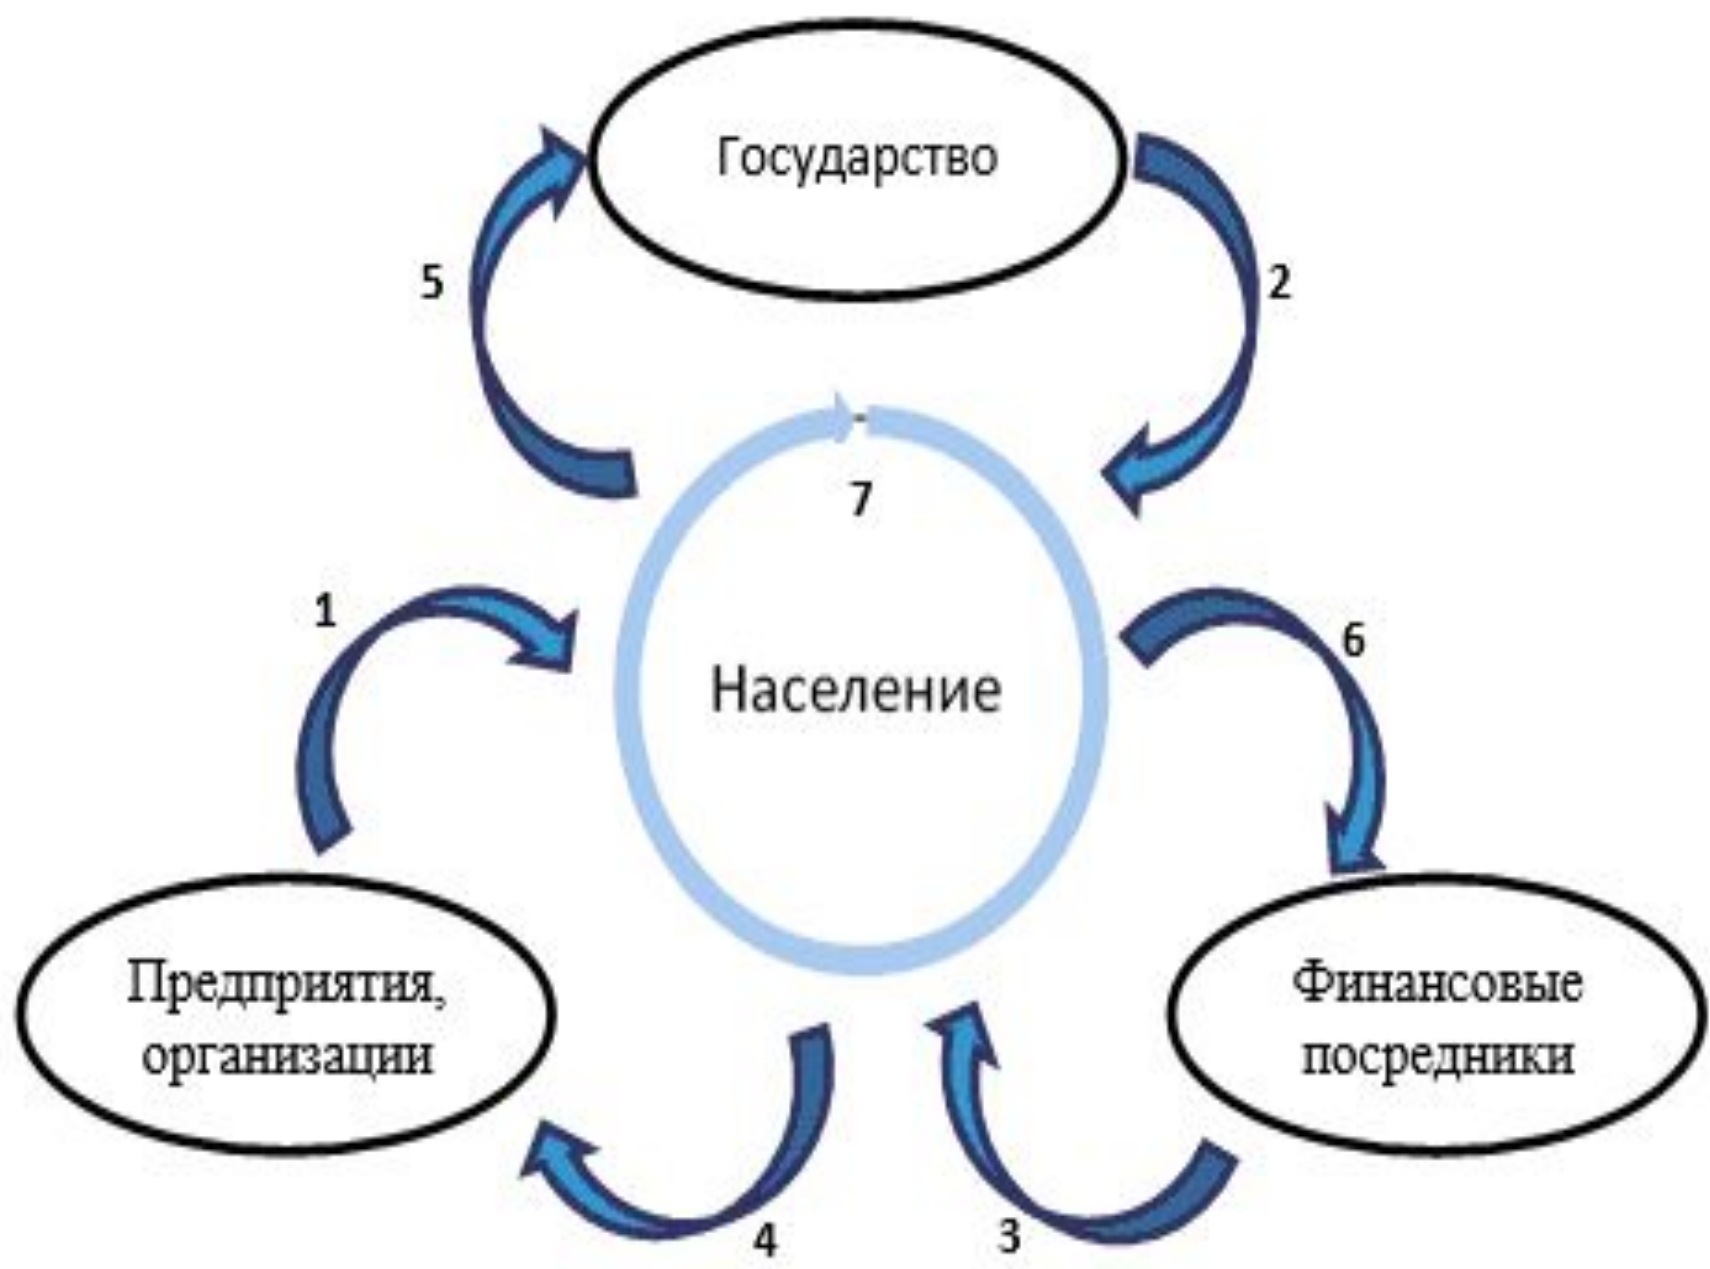 Государство
5
2
7
1
6
Население
Предприятия,
организации
Финансовые
посредники
4
3